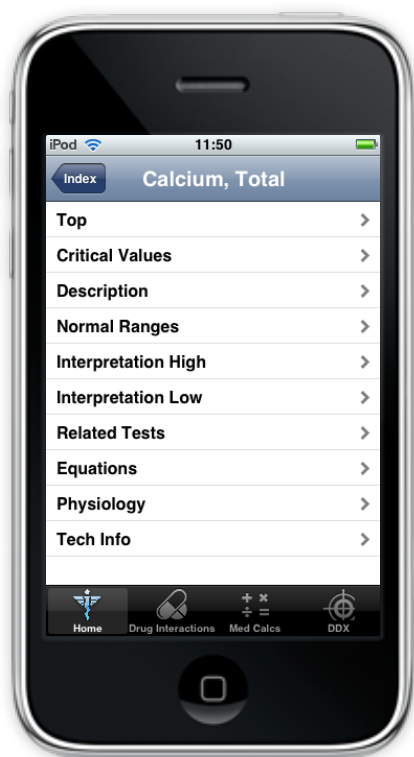 iPod 11:50
Index Calcium, Total
Top
Critical Values
Description
Normal Ranges
Interpretation High
Interpretation Low
Related Tests
Equations
Physiology
Tech Info
Home Drug Interactions Med Calcs DDX